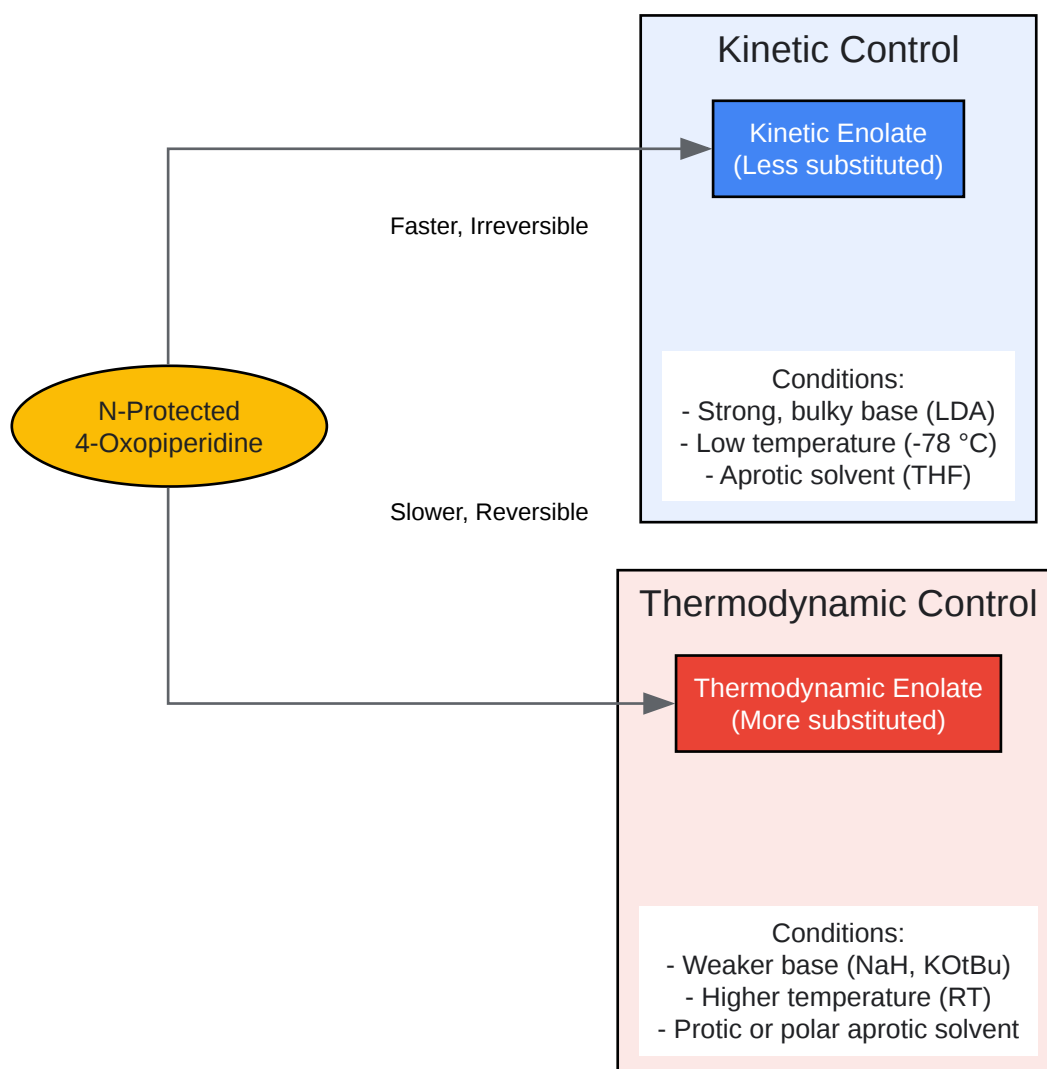 Kinetic Control
Kinetic Enolate
(Less substituted)
Faster, Irreversible
Conditions:
- Strong, bulky base (LDA)
- Low temperature (-78 °C)
- Aprotic solvent (THF)
N-Protected
4-Oxopiperidine
Slower, Reversible
Thermodynamic Control
Thermodynamic Enolate
(More substituted)
Conditions:
- Weaker base (NaH, KOtBu)
- Higher temperature (RT)
- Protic or polar aprotic solvent